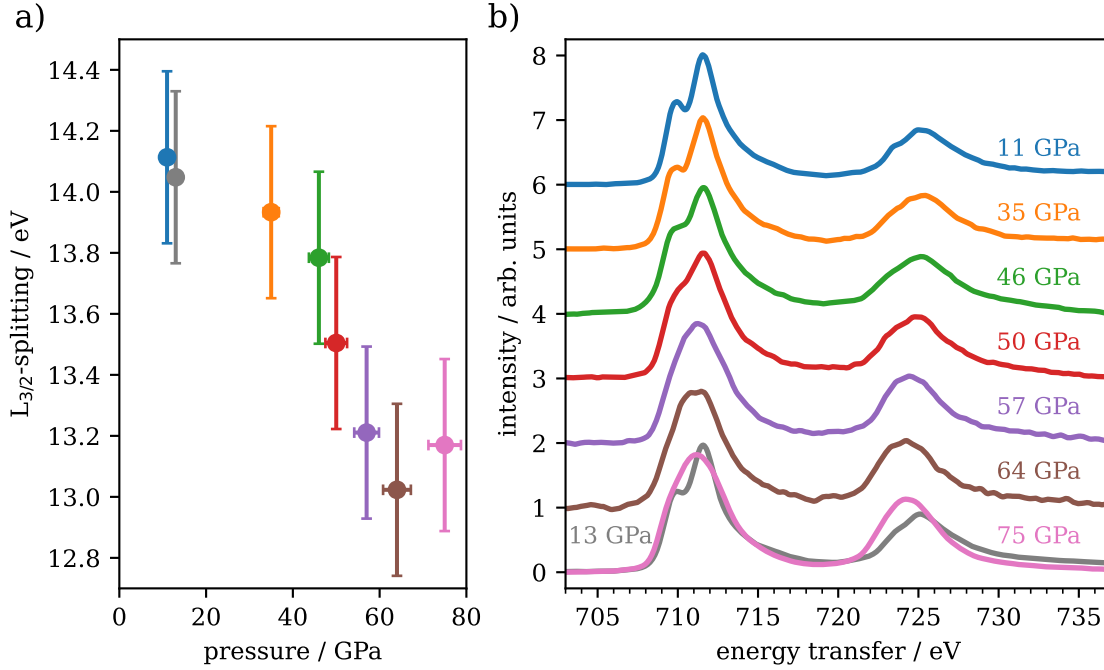 a)
14.4
14.2
14.0
13.8
13.6
13.4
13.2
13.0
12.8
L3/2-splitting / eV
0 20 40 60 80
pressure / GPa
b)
8
7
6
5
4
3
2
1
0
intensity / arb. units
11 GPa
35 GPa
46 GPa
50 GPa
57 GPa
64 GPa
13 GPa 75 GPa
705 710 715 720 725 730 735
energy transfer / eV